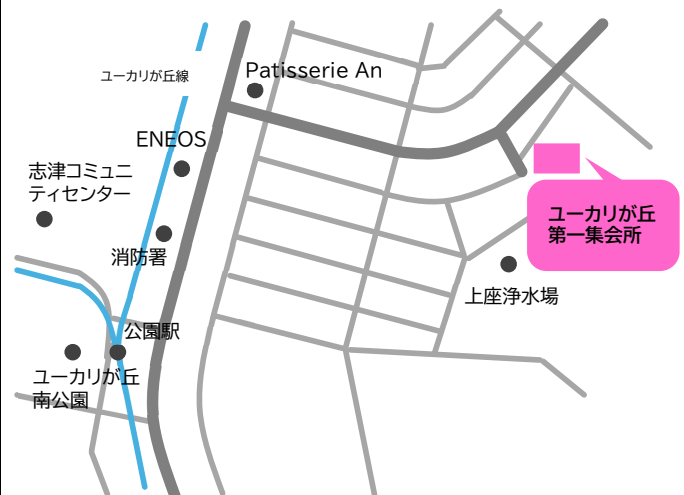 Patisserie An
ユーカリが丘線
ENEOS
志津コミュニ
ティセンター
ユーカリが丘
第一集会所
消防署
上座浄水場
公園駅
ユーカリが丘
南公園